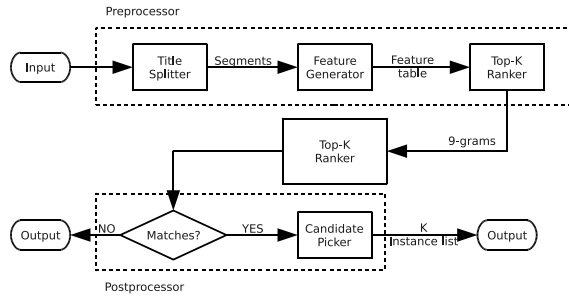 Preprocessor
Input
Title
Splitter
Segments
Feature
Generator
Feature
table
Top-K
Ranker
9-grams
Top-K
Ranker
Output
NO
Matches?
YES
Candidate
Picker
K
Instance list
Output
Postprocessor